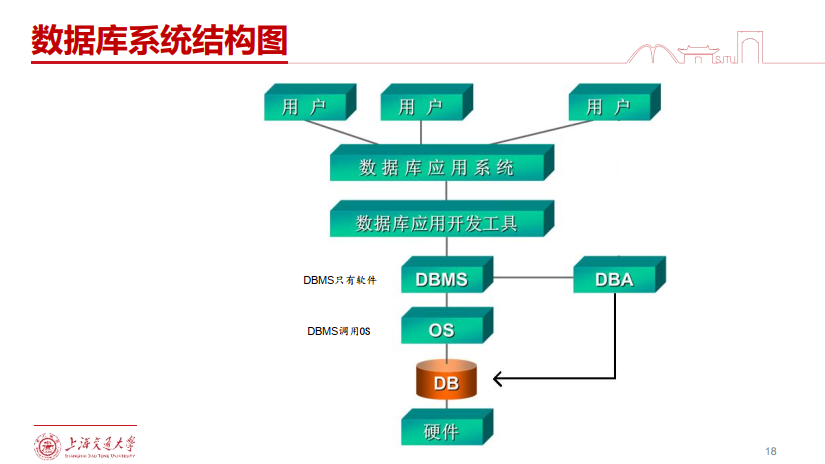 数据库系统结构图
SJTU
用 户
用 户
用 户
数 据 库 应 用 系 统
数据库应用开发工具
DBMS只有软件
DBMS
DBA
DBMS调用OS
OS
DB
硬件
上海交通大学
SHANGHAI JIAO TONG UNIVERSITY
18